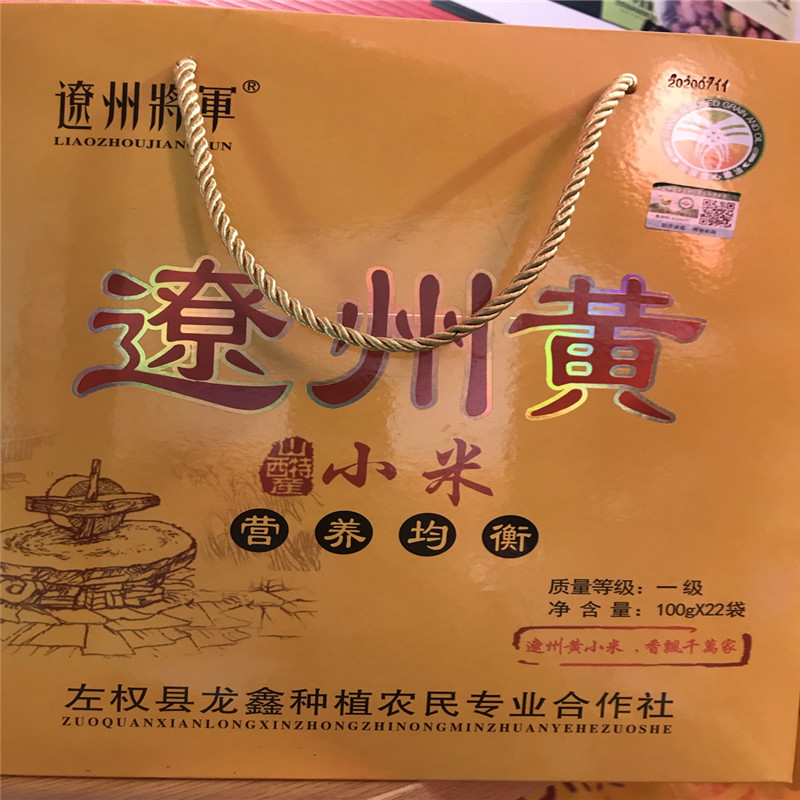 遼州將軍®
LIAOZHOUJIANGJUN
20200711
遼州黄
山西特産
小米
营养均衡
质量等级：一级
净含量：100gX22袋
遼州黄小米，香飄千萬家
左权县龙鑫种植农民专业合作社
ZUOQUANXIANLONGXINZHONGZHINONGMINZHUANYEHEZUOSHE